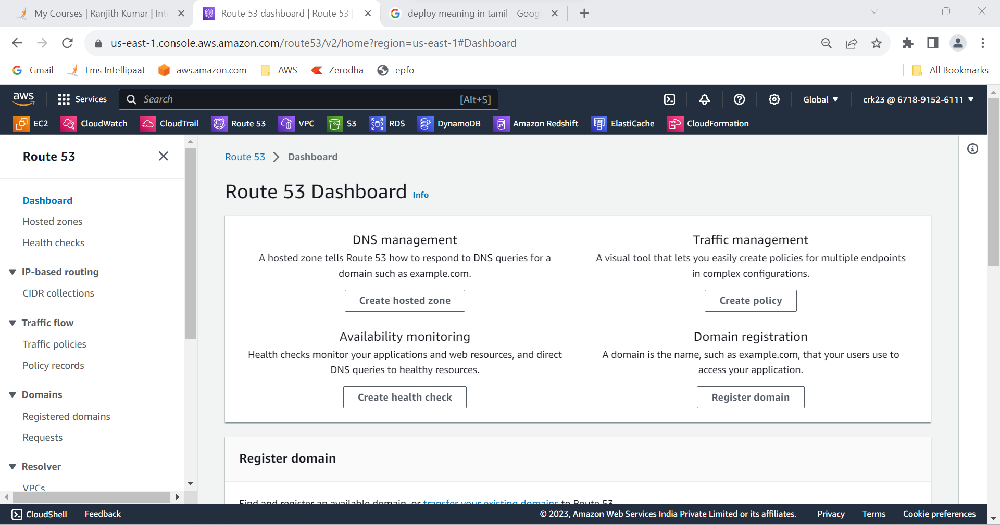 My Courses | Ranjith Kumar | Int
Route 53 dashboard | Route 53 |
deploy meaning in tamil - Googl
us-east-1.console.aws.amazon.com/route53/v2/home?region=us-east-1#Dashboard
Gmail
Lms Intellipaat
aws.amazon.com
AWS
Zerodha
epfo
All Bookmarks
aws
Services
Search
[Alt+S]
Global
crk23 @ 6718-9152-6111
EC2
CloudWatch
CloudTrail
Route 53
VPC
S3
RDS
DynamoDB
Amazon Redshift
ElastiCache
CloudFormation
Route 53
Dashboard
Hosted zones
Health checks
IP-based routing
CIDR collections
Traffic flow
Traffic policies
Policy records
Domains
Registered domains
Requests
Resolver
VPCs
Route 53
Dashboard
Route 53 Dashboard Info
DNS management
A hosted zone tells Route 53 how to respond to DNS queries for a
domain such as example.com.
Create hosted zone
Traffic management
A visual tool that lets you easily create policies for multiple endpoints
in complex configurations.
Create policy
Availability monitoring
Health checks monitor your applications and web resources, and direct
DNS queries to healthy resources.
Create health check
Domain registration
A domain is the name, such as example.com, that your users use to
access your application.
Register domain
Register domain
Find and register an available domain, or transfer your existing domains to Route 53
CloudShell
Feedback
© 2023, Amazon Web Services India Private Limited or its affiliates.
Privacy
Terms
Cookie preferences